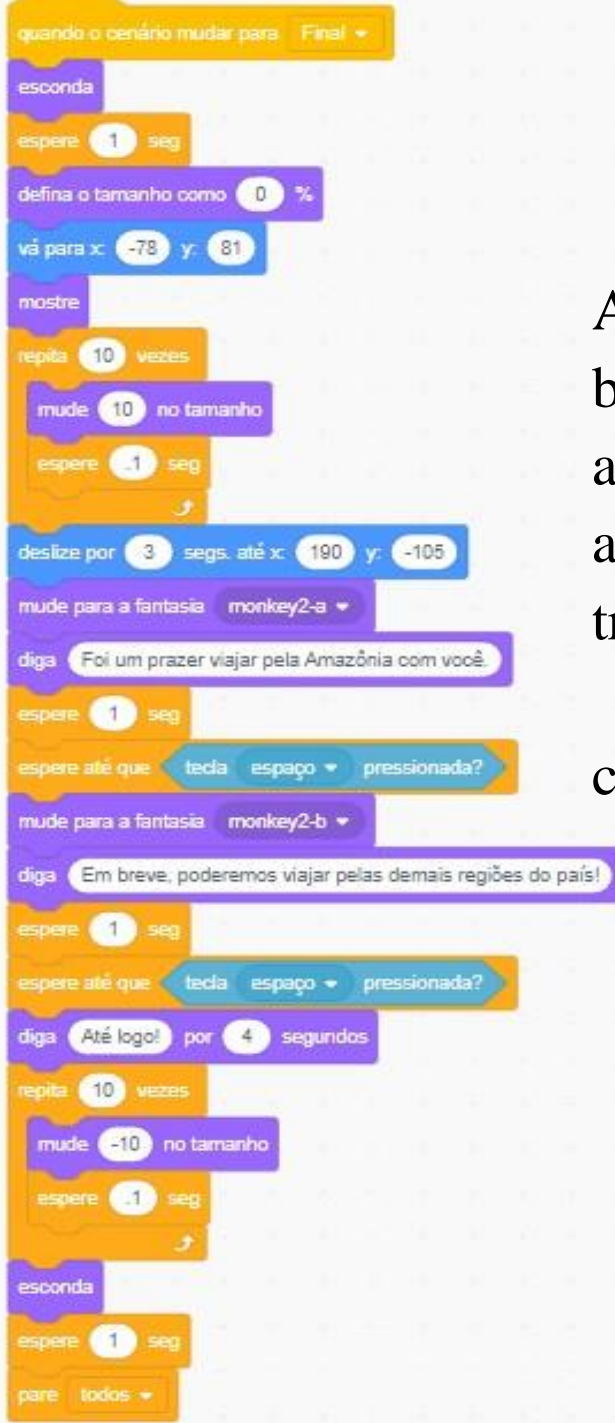 quando o cenário mudar para Final
esconda
espere 1 seg
defina o tamanho como 0 %
vá para x: -78 y: 81
mostre
repita 10 vezes
mude 10 no tamanho
espere .1 seg
deslize por 3 segs. até x: 190 y: -105
mude para a fantasia monkey2-a
diga Foi um prazer viajar pela Amazônia com você.
espere 1 seg
espere até que tecla espaço pressionada?
mude para a fantasia monkey2-b
diga Em breve, poderemos viajar pelas demais regiões do país!
espere 1 seg
espere até que tecla espaço pressionada?
diga Até logo! por 4 segundos
repita 10 vezes
mude -10 no tamanho
espere .1 seg
esconda
espere 1 seg
pare todos